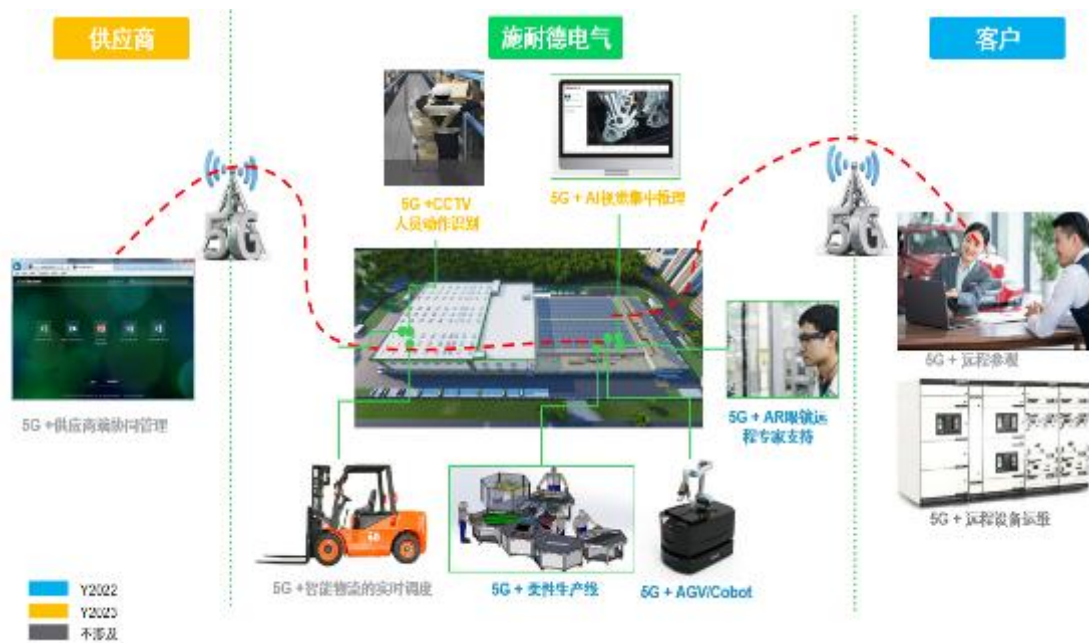 供应商
施耐德电气
客户
5G +CCTV
人员动作识别
5G + AI视觉集中推理
5G
5G
5G +供应商端协同管理
5G + AR眼镜远
程专家支持
5G + 远程参观
5G + 远程设备运维
5G +智能物流的实时调度
5G + 柔性生产线
5G + AGV/Cobot
Y2022
Y2023
不涉及